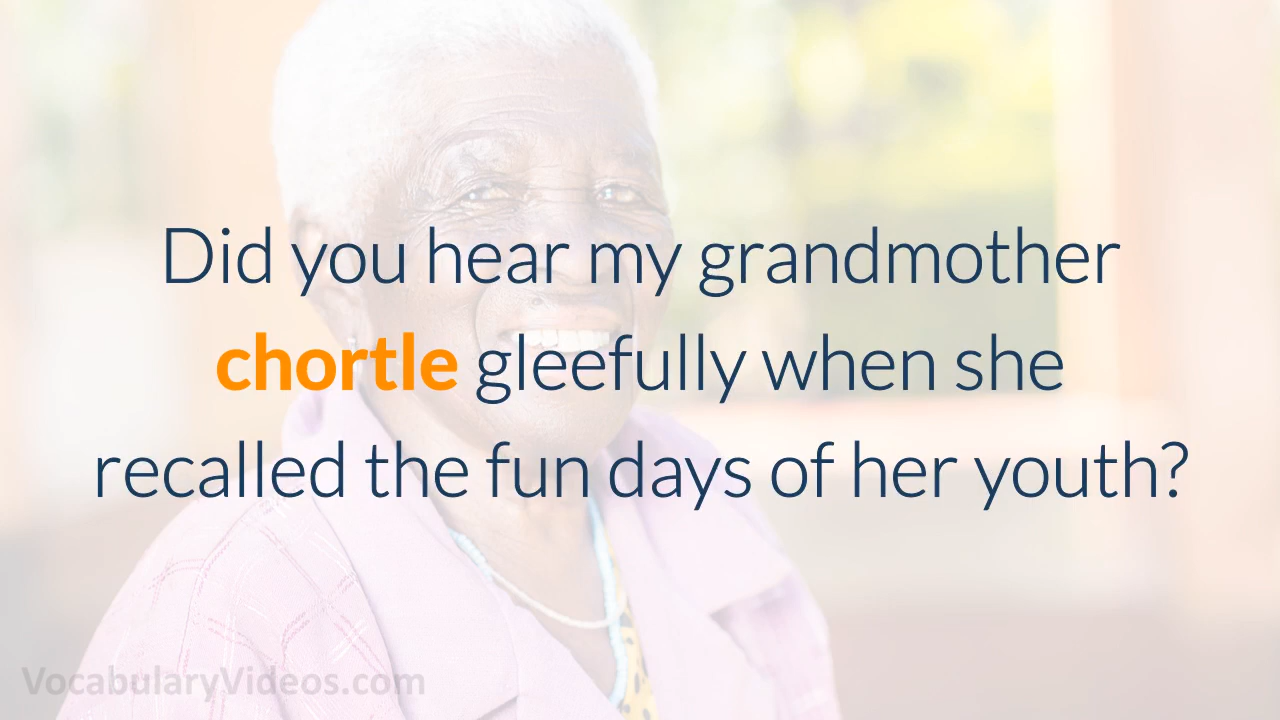 Did you hear my grandmother
chortle gleefully when she
recalled the fun days of her youth?
VocabularyVideos.com